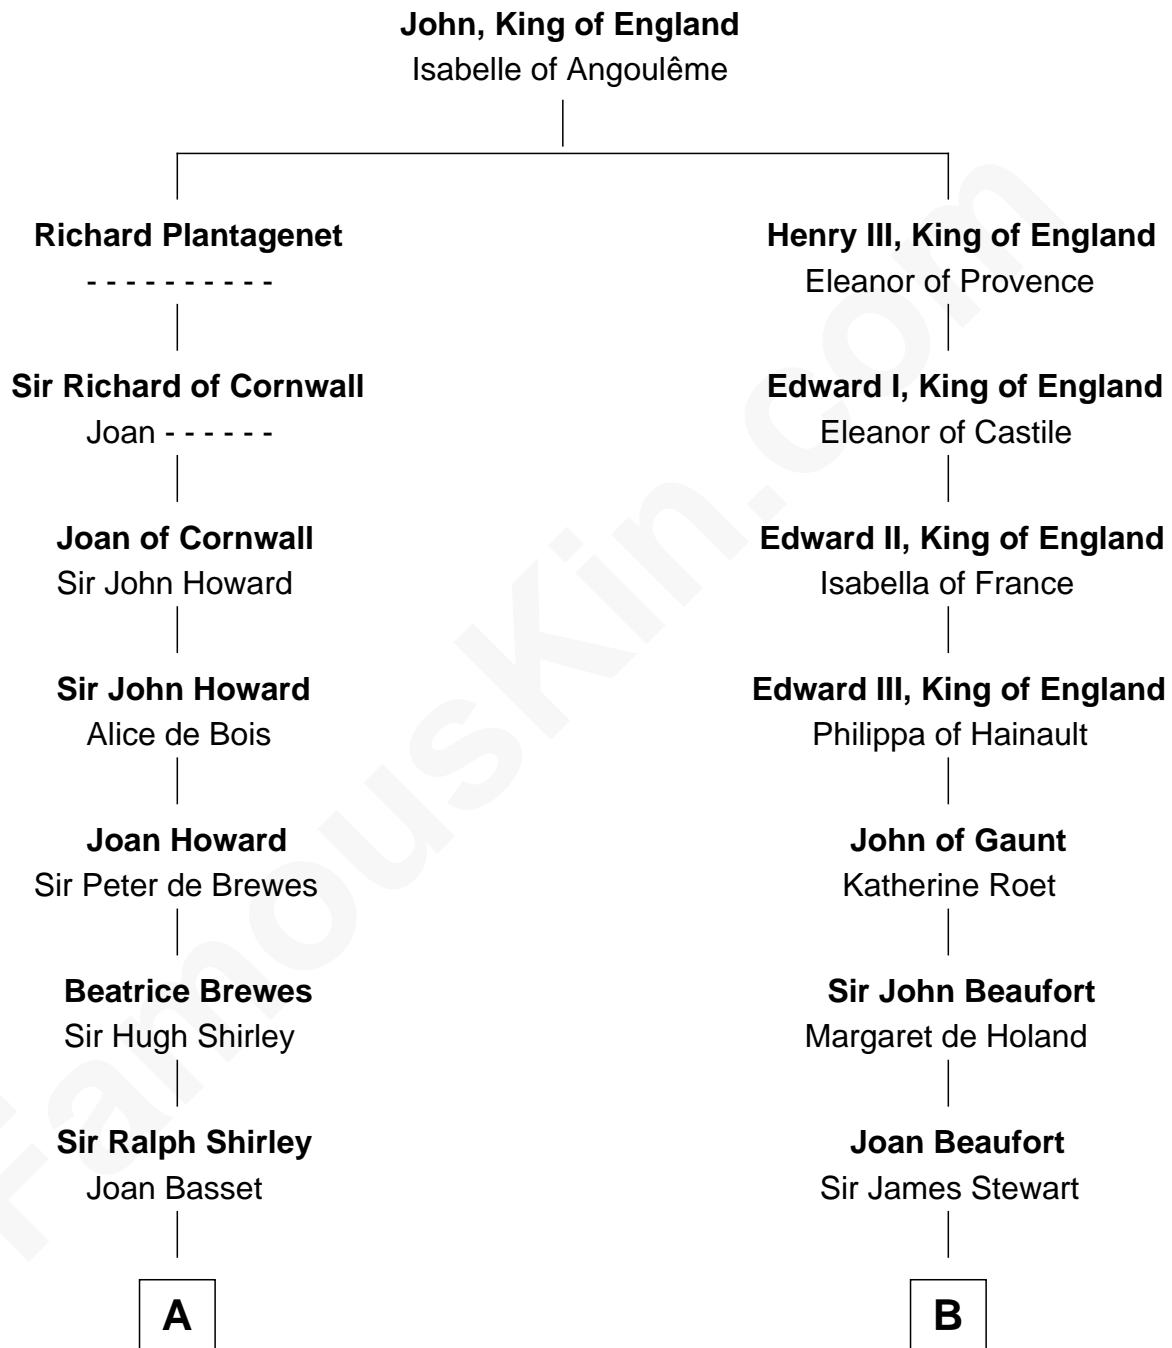 John, King of England
Isabelle of Angoulême
Richard Plantagenet
- - - - - - - - - -
Sir Richard of Cornwall
Joan - - - - - -
Joan of Cornwall
Sir John Howard
Sir John Howard
Alice de Bois
Joan Howard
Sir Peter de Brewes
Beatrice Brewes
Sir Hugh Shirley
Sir Ralph Shirley
Joan Basset
A
Henry III, King of England
Eleanor of Provence
Edward I, King of England
Eleanor of Castile
Edward II, King of England
Isabella of France
Edward III, King of England
Philippa of Hainault
John of Gaunt
Katherine Roet
Sir John Beaufort
Margaret de Holand
Joan Beaufort
Sir James Stewart
B
FamousKin.com